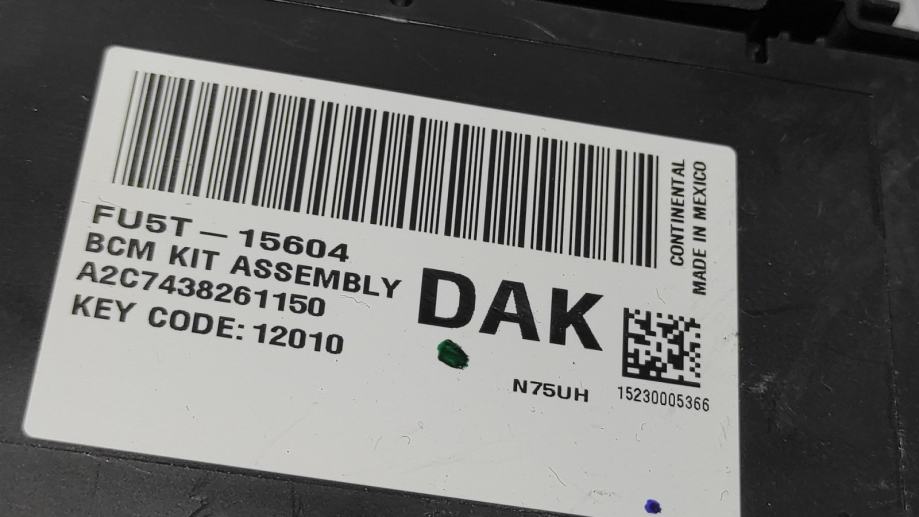 FU5T – 15604
BCM KIT ASSEMBLY
A2C7438261150
KEY CODE: 12010
DAK
N75UH
15230005366
CONTINENTAL
MADE IN MEXICO